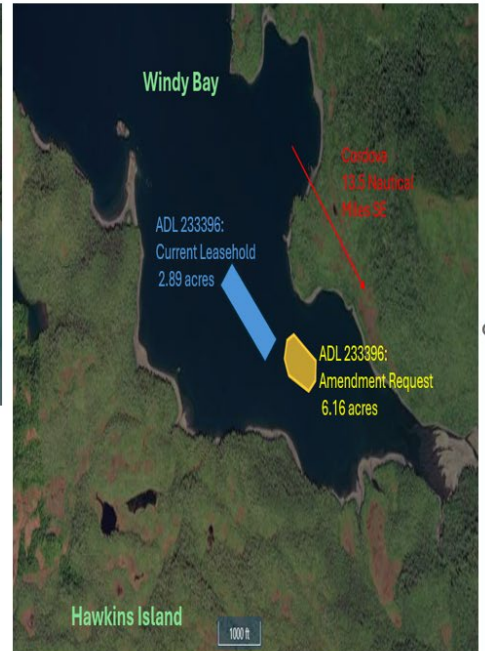 Windy Bay
Cordova
13.5 Nautical
Miles SE
ADL 233396:
Current Leasehold
2.89 acres
ADL 233396:
Amendment Request
6.16 acres
Hawkins Island
1000 ft